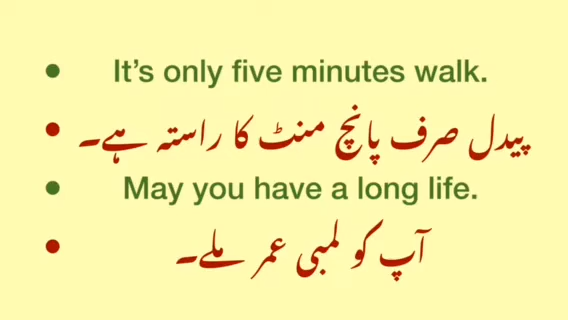 It's only five minutes walk.
پیدل صرف پانچ منٹ کا راستہ ہے۔
May you have a long life.
آپ کو لمبی عمر ملے۔